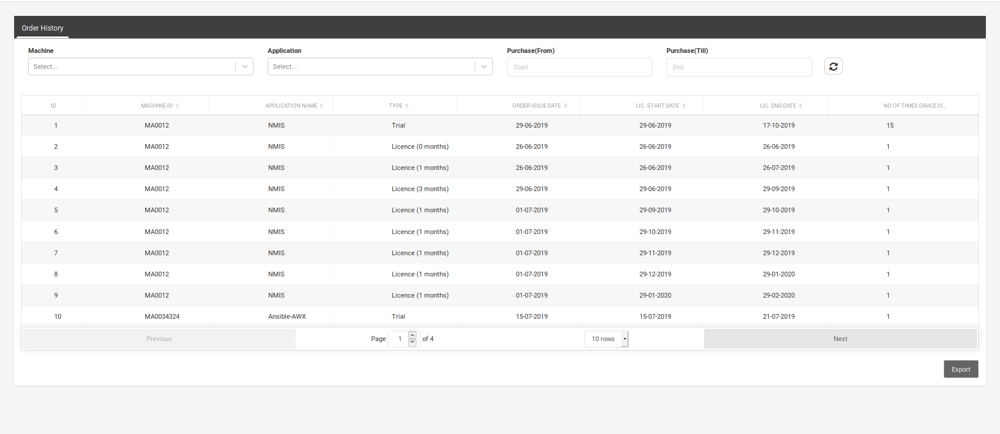 Order History
Machine Application Purchase(From) Purchase(Till)
Select... Select... Start End
ID MACHINE ID APPLICATION NAME TYPE ORDER ISSUE DATE LIC. START DATE LIC. END DATE NO OF TIMES GRACE IS...
1 MA0012 NMIS Trial 29-06-2019 29-06-2019 17-10-2019 15
2 MA0012 NMIS Licence (0 months) 26-06-2019 26-06-2019 26-06-2019 1
3 MA0012 NMIS Licence (1 months) 26-06-2019 26-06-2019 26-07-2019 1
4 MA0012 NMIS Licence (3 months) 29-06-2019 29-06-2019 29-09-2019 1
5 MA0012 NMIS Licence (1 months) 01-07-2019 29-09-2019 29-10-2019 1
6 MA0012 NMIS Licence (1 months) 01-07-2019 29-10-2019 29-11-2019 1
7 MA0012 NMIS Licence (1 months) 01-07-2019 29-11-2019 29-12-2019 1
8 MA0012 NMIS Licence (1 months) 01-07-2019 29-12-2019 29-01-2020 1
9 MA0012 NMIS Licence (1 months) 01-07-2019 29-01-2020 29-02-2020 1
10 MA0034324 Ansible-AWX Trial 15-07-2019 15-07-2019 21-07-2019 1
Previous Page 1 of 4 10 rows Next
Export